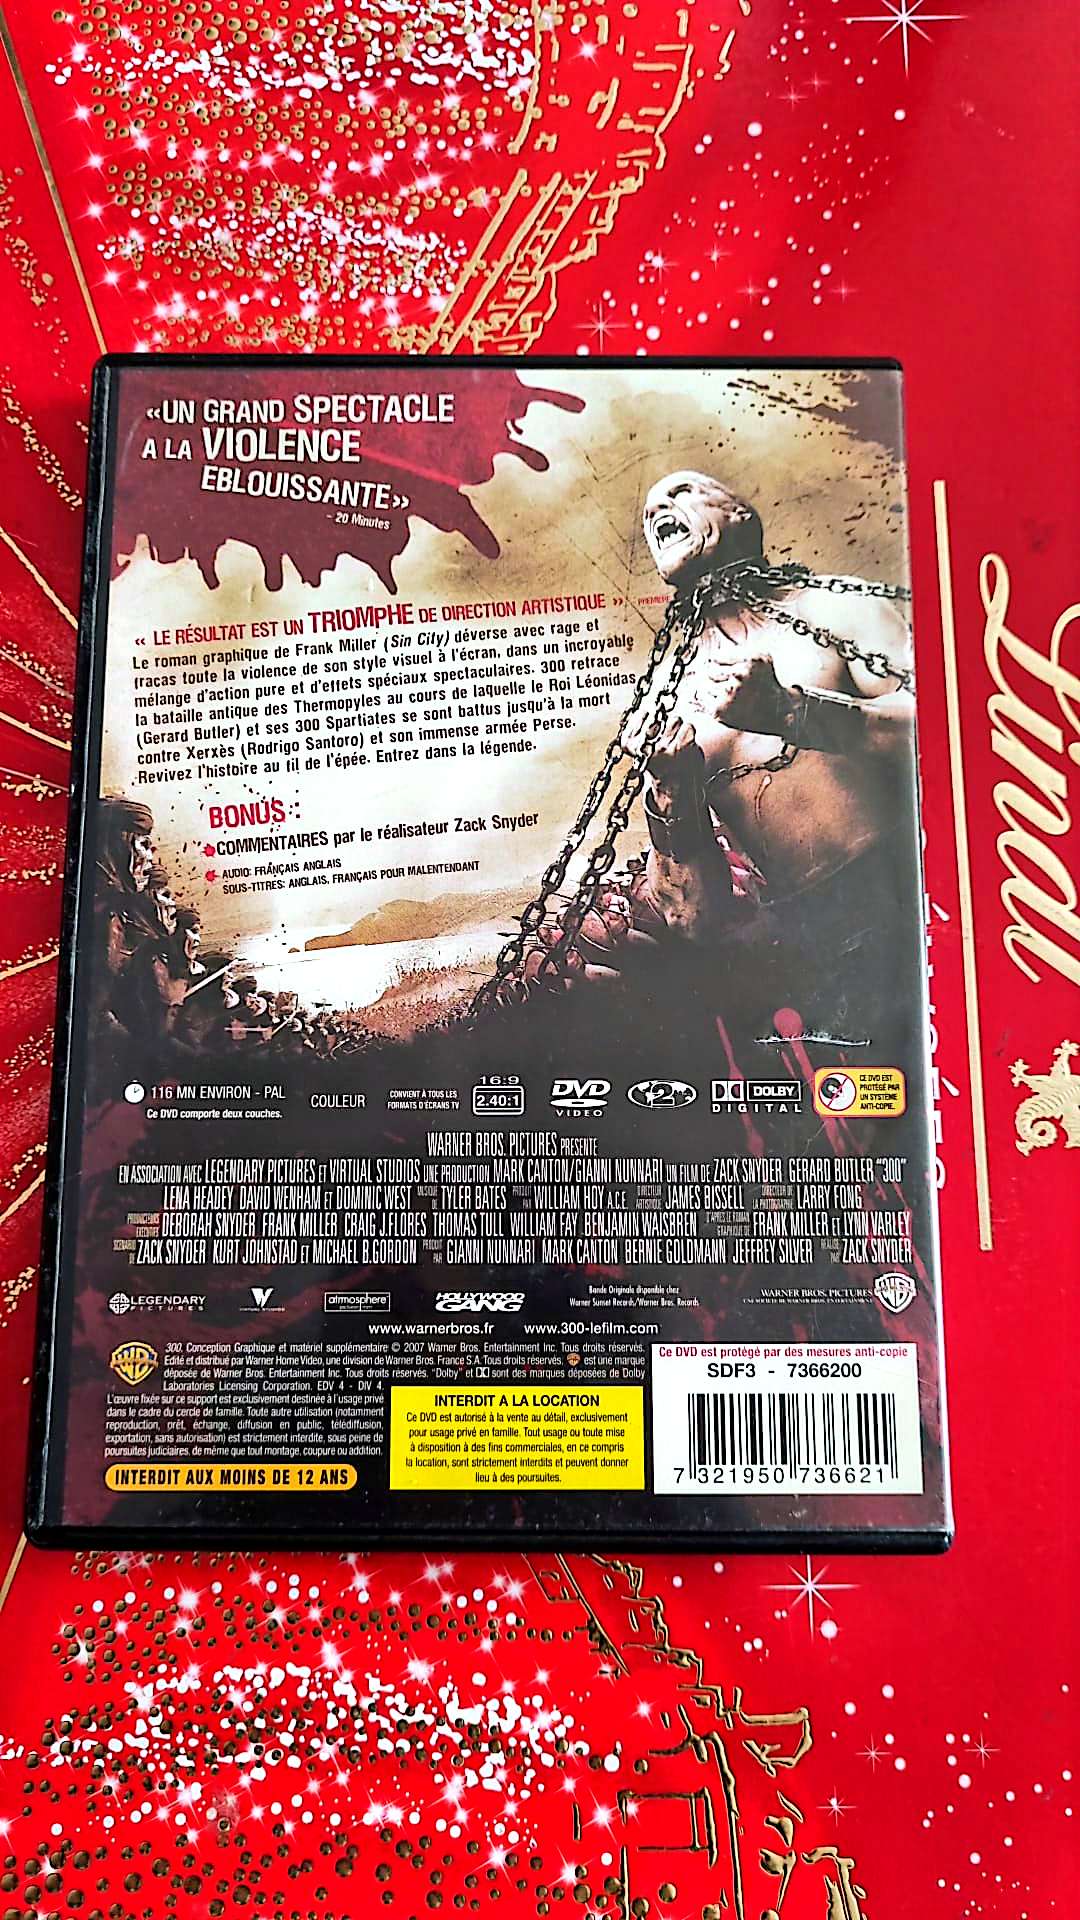 «UN GRAND SPECTACLE
A LA VIOLENCE
EBLOUISSANTE»
- 20 Minutes
« LE RÉSULTAT EST UN TRIOMPHE DE DIRECTION ARTISTIQUE » PREMIERE
Le roman graphique de Frank Miller (Sin City) déverse avec rage et
fracas toute la violence de son style visuel à l'écran, dans un incroyable
mélange d'action pure et d'effets spéciaux spectaculaires. 300 retrace
la bataille antique des Thermopyles au cours de laquelle le Roi Léonidas
(Gerard Butler) et ses 300 Spartiates se sont battus jusqu'à la mort
contre Xerxès (Rodrigo Santoro) et son immense armée Perse.
Revivez l'histoire au fil de l'épée. Entrez dans la légende.
BONUS :
COMMENTAIRES par le réalisateur Zack Snyder
AUDIO: FRANÇAIS ANGLAIS
SOUS-TITRES: ANGLAIS, FRANÇAIS POUR MALENTENDANT
116 MN ENVIRON - PAL
Ce DVD comporte deux couches.
COULEUR
CONVIENT À TOUS LES
FORMATS D'ÉCRANS TV
16:9
2.40:1
DVD
VIDEO
2
DOLBY
DIGITAL
CE DVD EST
PROTÉGÉ PAR
UN SYSTÈME
ANTI-COPIE.
WARNER BROS. PICTURES PRESENTE
EN ASSOCIATION AVEC LEGENDARY PICTURES ET VIRTUAL STUDIOS UNE PRODUCTION MARK CANTON/GIANNI NUNNARI UN FILM DE ZACK SNYDER GERARD BUTLER "300"
LENA HEADEY DAVID WENHAM ET DOMINIC WEST MUSIQUE DE TYLER BATES PRODUIT PAR WILLIAM HOY A.C.E. DIRECTEUR ARTISTIQUE JAMES BISSELL DIRECTEUR DE LA PHOTOGRAPHIE LARRY FONG
PRODUCTEURS EXECUTIFS DEBORAH SNYDER FRANK MILLER CRAIG J.FLORES THOMAS TULL WILLIAM FAY BENJAMIN WAISBREN D'APRÈS LE ROMAN GRAPHIQUE DE FRANK MILLER ET LYNN VARLEY
SCENARIO DE ZACK SNYDER KURT JOHNSTAD ET MICHAEL B.GORDON PRODUIT PAR GIANNI NUNNARI MARK CANTON BERNIE GOLDMANN JEFFREY SILVER RÉALISÉ PAR ZACK SNYDER
LEGENDARY
PICTURES
VIRTUAL STUDIOS
atmosphere
HOLLYWOOD
GANG
Bande Originale disponible chez
Warner Sunset Records/Warner Bros. Records
WARNER BROS. PICTURES
www.warnerbros.fr www.300-lefilm.com
300. Conception Graphique et matériel supplémentaire © 2007 Warner Bros. Entertainment Inc. Tous droits réservés.
Edité et distribué par Warner Home Video, une division de Warner Bros. France S.A. Tous droits réservés. est une marque
déposée de Warner Bros. Entertainment Inc. Tous droits réservés. "Dolby" et sont des marques déposées de Dolby
Laboratories Licensing Corporation. EDV 4 - DIV 4.
L'œuvre fixée sur ce support est exclusivement destinée à l'usage privé
dans le cadre du cercle de famille. Toute autre utilisation (notamment
reproduction, prêt, échange, diffusion en public, télédiffusion,
exportation, sans autorisation) est strictement interdite, sous peine de
poursuites judiciaires, de même que tout montage, coupure ou addition.
INTERDIT AUX MOINS DE 12 ANS
INTERDIT A LA LOCATION
Ce DVD est autorisé à la vente au détail, exclusivement
pour usage privé en famille. Tout usage ou toute mise
à disposition à des fins commerciales, en ce compris
la location, sont strictement interdits et peuvent donner
lieu à des poursuites.
Ce DVD est protégé par des mesures anti-copie
SDF3 - 7366200
7 321950 736621
Lindt